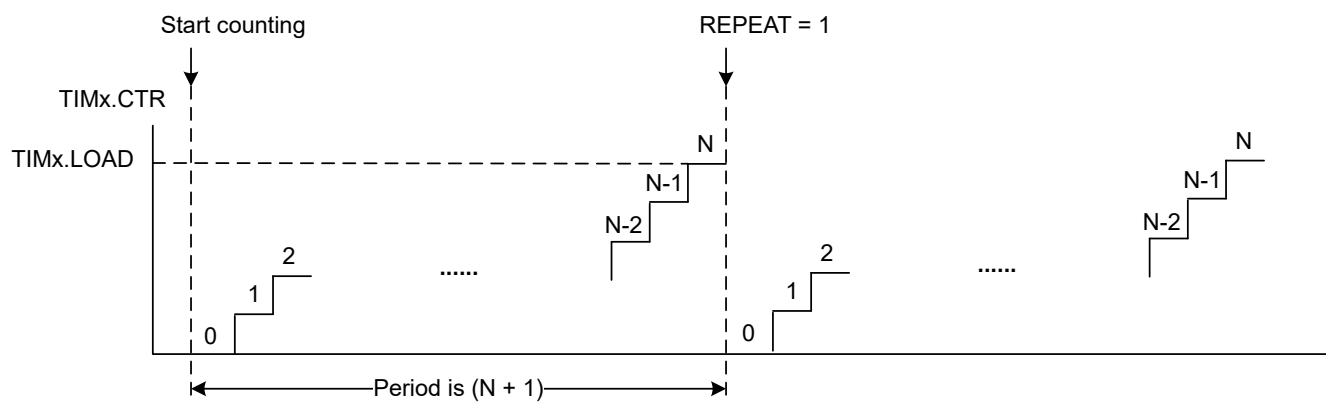 Start counting
REPEAT = 1
TIMx.CTR
TIMx.LOAD
N
N-1
N-2
2
1
0
......
N
N-1
N-2
2
1
0
......
Period is (N + 1)